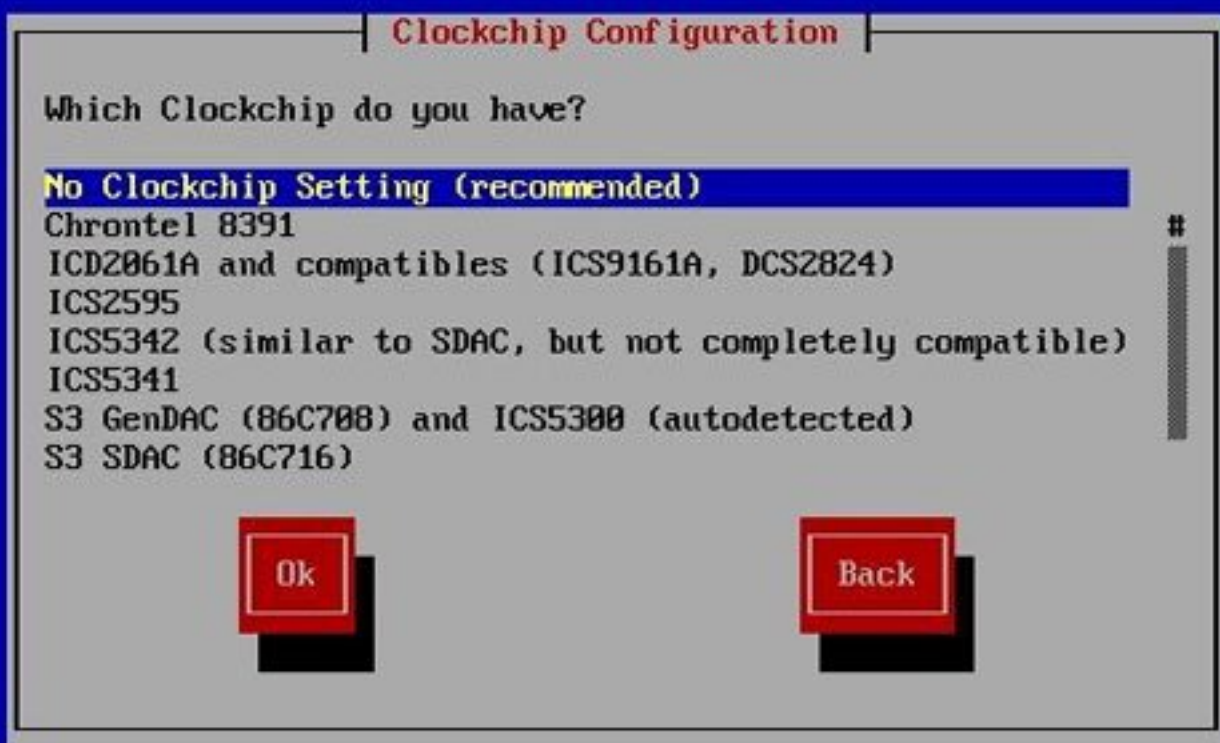 Clockchip Configuration
Which Clockchip do you have?
No Clockchip Setting (recommended)
Chrontel 8391
ICD2061A and compatibles (ICS9161A, DCS2824)
ICS2595
ICS5342 (similar to SDAC, but not completely compatible)
ICS5341
S3 GenDAC (86C708) and ICS5300 (autodetected)
S3 SDAC (86C716)
Ok Back